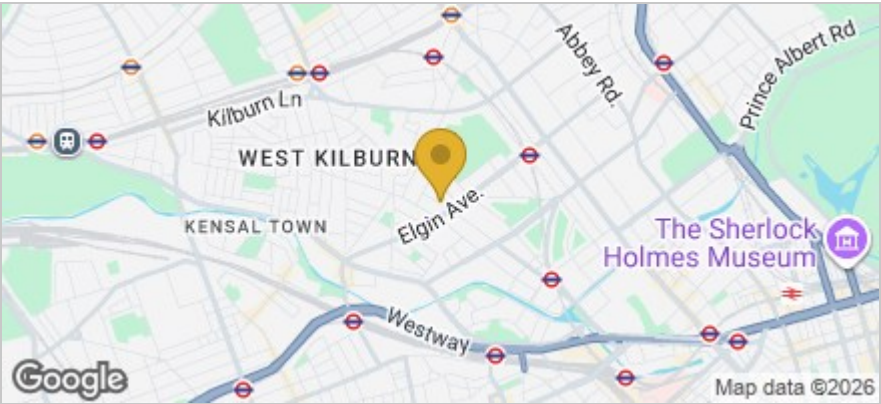 Abbey Rd.
Prince Albert Rd
Kilburn Ln
WEST KILBURN
Elgin Ave.
KENSAL TOWN
The Sherlock
Holmes Museum
Westway
Google
Map data ©2026